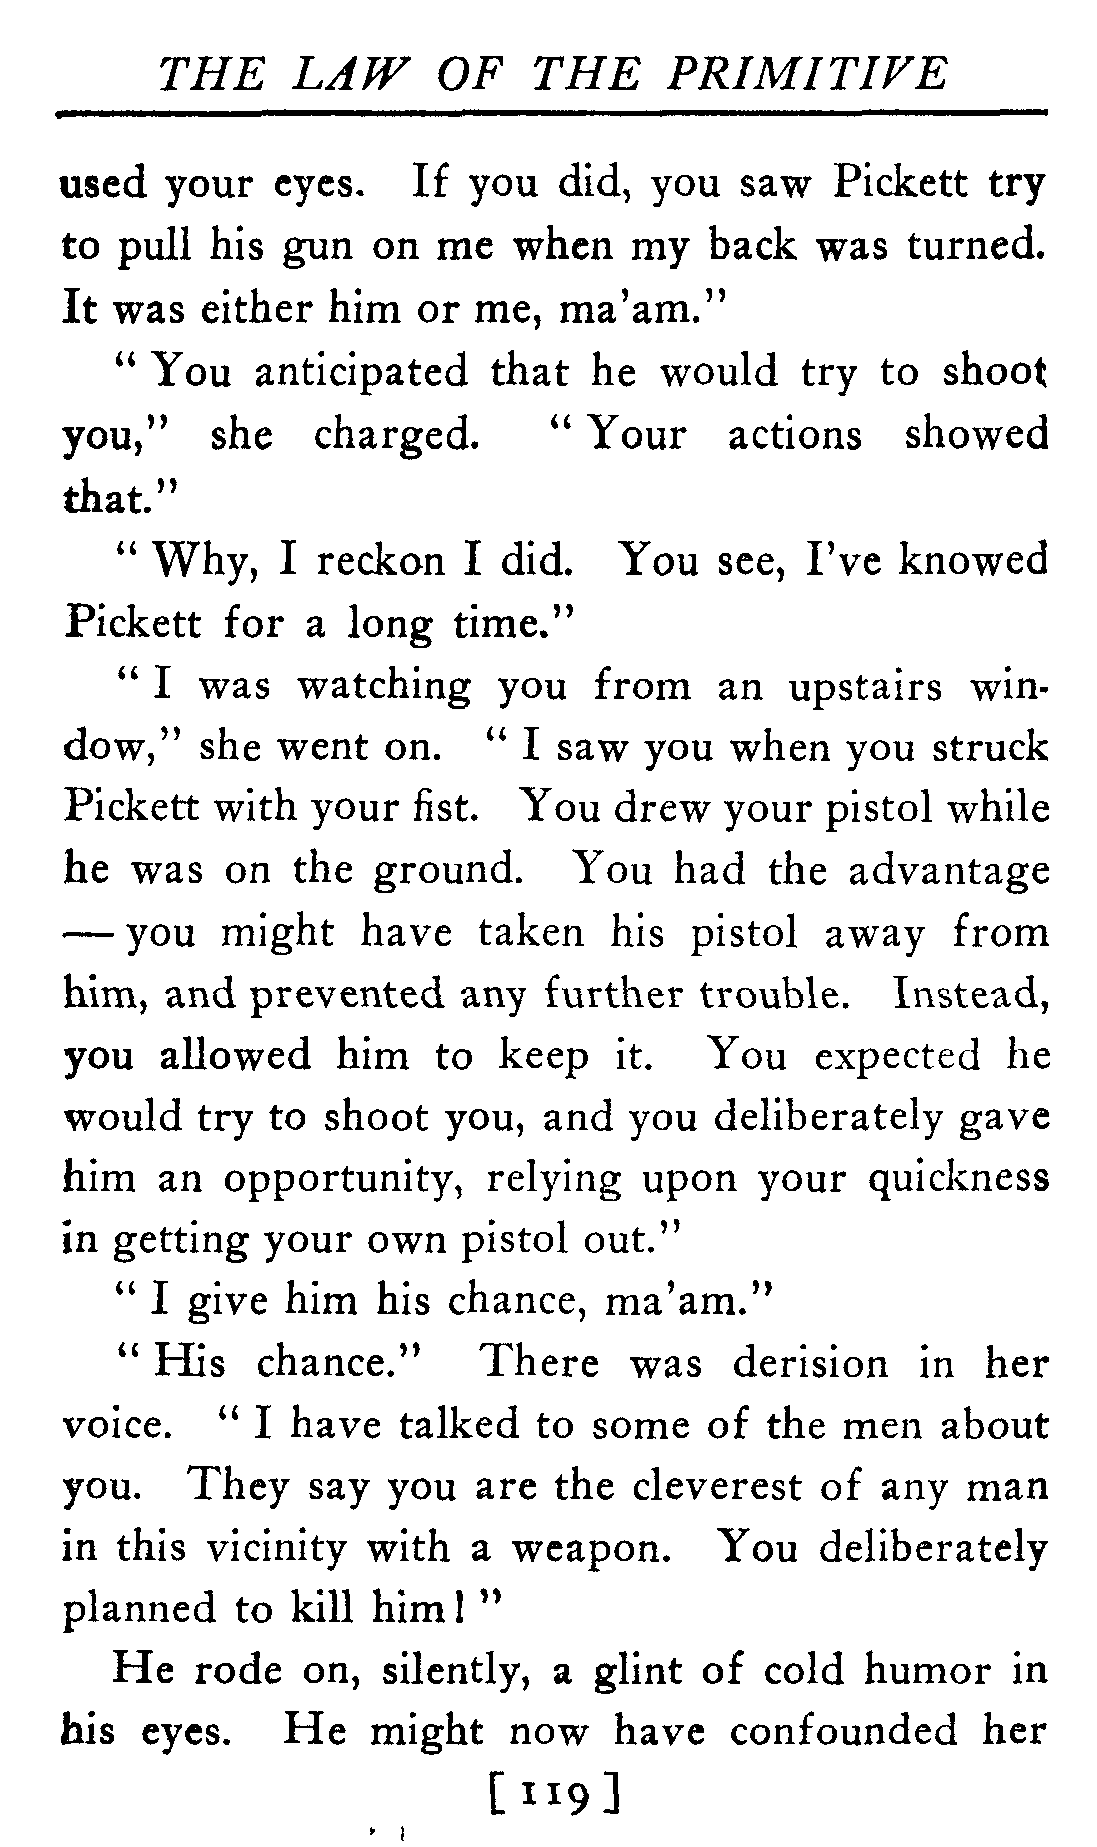 THE LAW OF THE PRIMITIVE
used your eyes. If you did, you saw Pickett try
to pull his gun on me when my back was turned.
It was either him or me, ma'am."
" You anticipated that he would try to shoot
you," she charged. " Your actions showed
that."
" Why, I reckon I did. You see, I've knowed
Pickett for a long time."
" I was watching you from an upstairs win-
dow," she went on. " I saw you when you struck
Pickett with your fist. You drew your pistol while
he was on the ground. You had the advantage
— you might have taken his pistol away from
him, and prevented any further trouble. Instead,
you allowed him to keep it. You expected he
would try to shoot you, and you deliberately gave
him an opportunity, relying upon your quickness
in getting your own pistol out."
" I give him his chance, ma'am."
" His chance." There was derision in her
voice. " I have talked to some of the men about
you. They say you are the cleverest of any man
in this vicinity with a weapon. You deliberately
planned to kill him! "
He rode on, silently, a glint of cold humor in
his eyes. He might now have confounded her
[ 119 ]